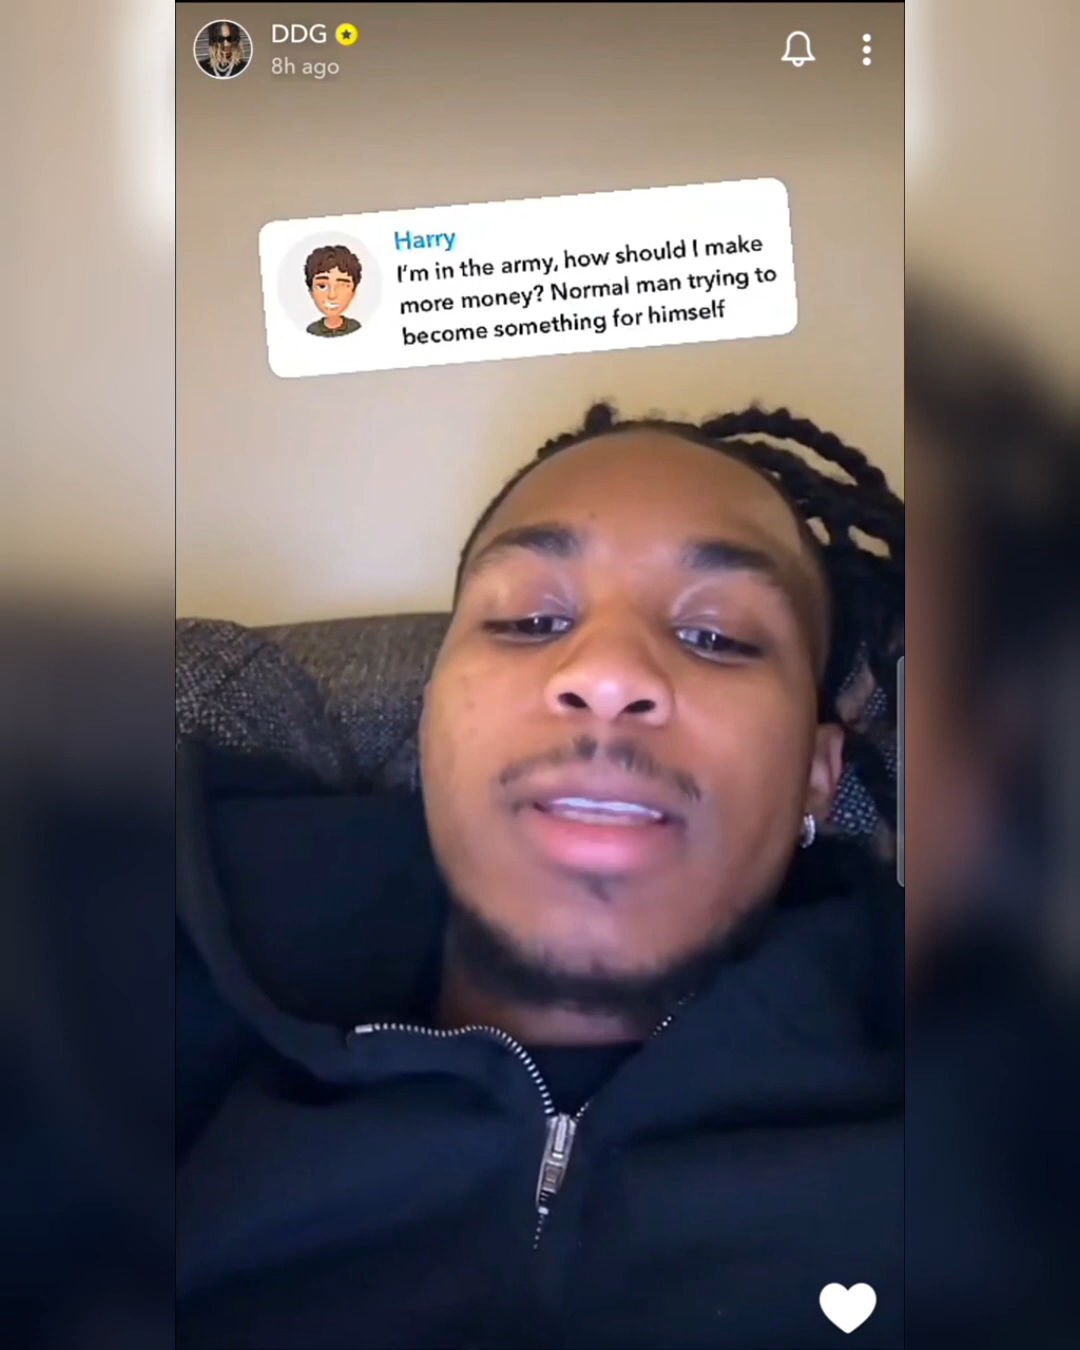 DDG
8h ago
Harry
I'm in the army, how should I make
more money? Normal man trying to
become something for himself